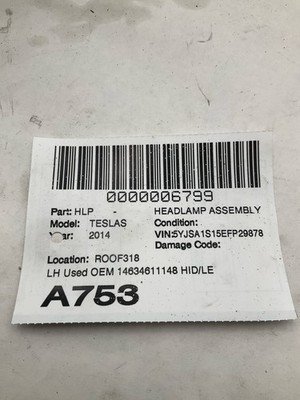 0000006799
Part: HLP - HEADLAMP ASSEMBLY
Model: TESLAS Condition:
ar: 2014 VIN:5YJSA1S15EFP29878
Damage Code:
Location: ROOF318
LH Used OEM 14634611148 HID/LE
A753